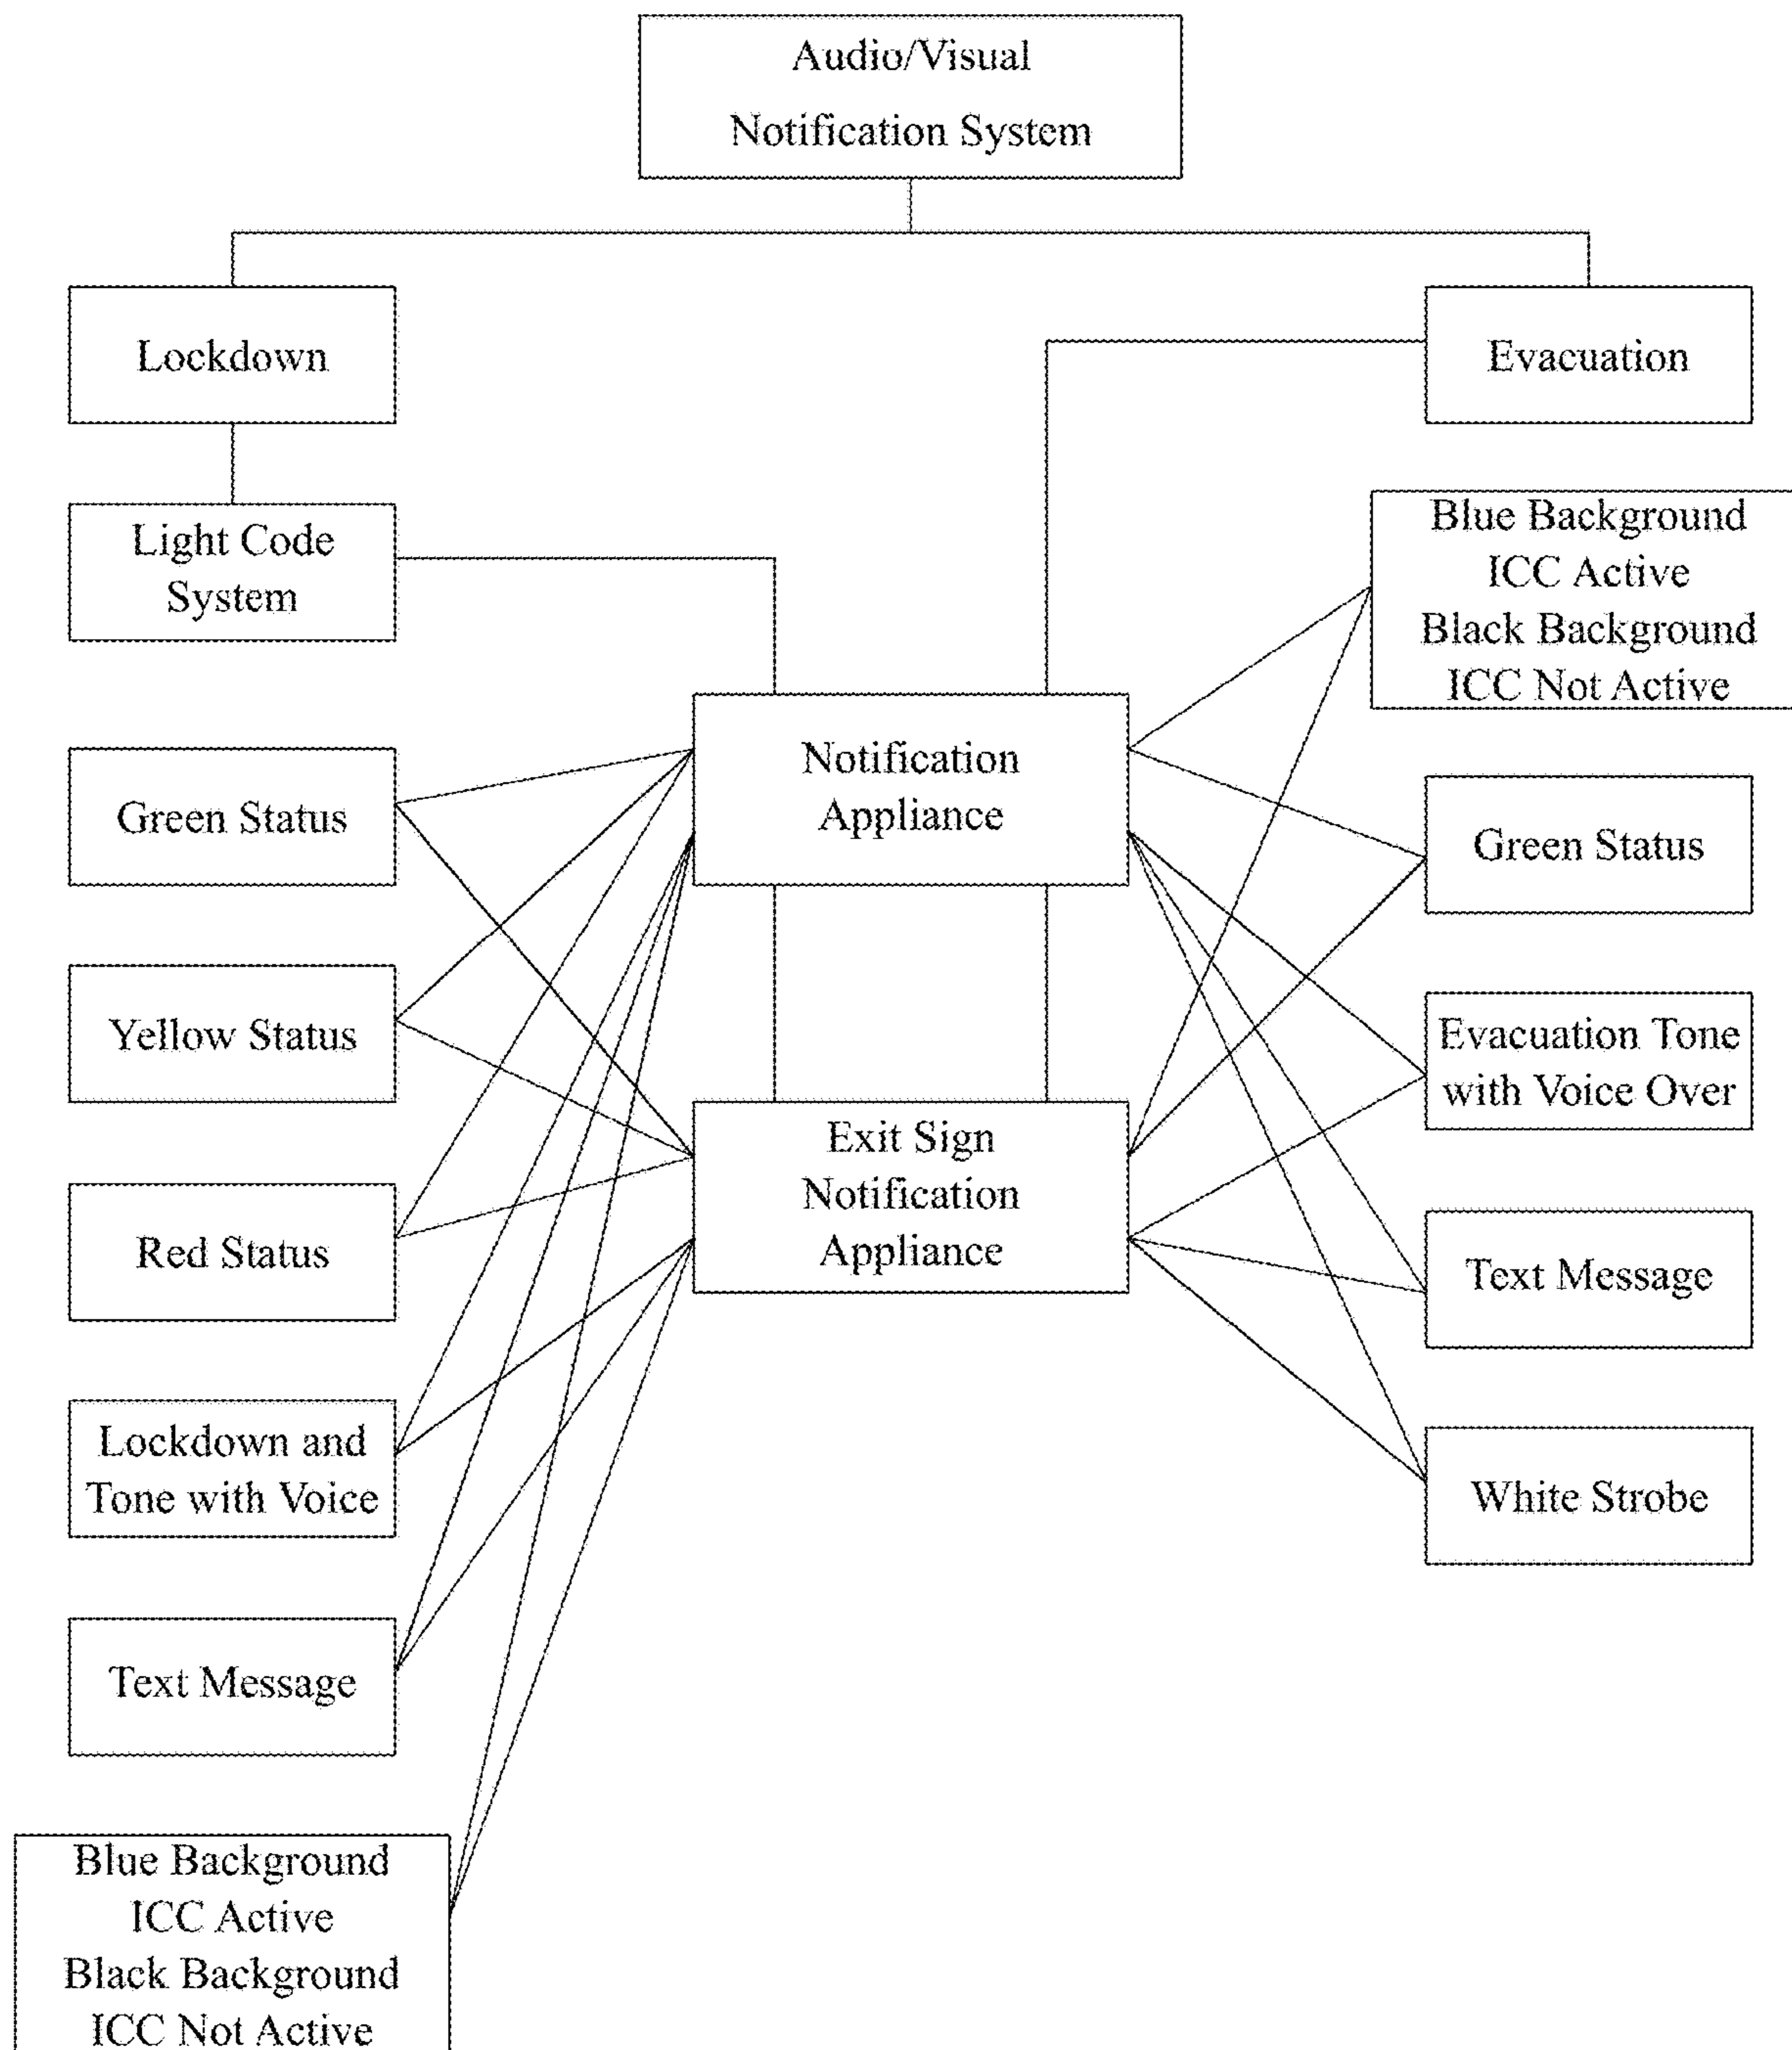 Audio/Visual
Notification System
Lockdown
Evacuation
Light Code
System
Blue Background
ICC Active
Black Background
ICC Not Active
Notification
Appliance
Green Status
Green Status
Yellow Status
Evacuation Tone
with Voice Over
Exit Sign
Notification
Appliance
Red Status
Text Message
Lockdown and
Tone with Voice
White Strobe
Text Message
Blue Background
ICC Active
Black Background
ICC Not Active